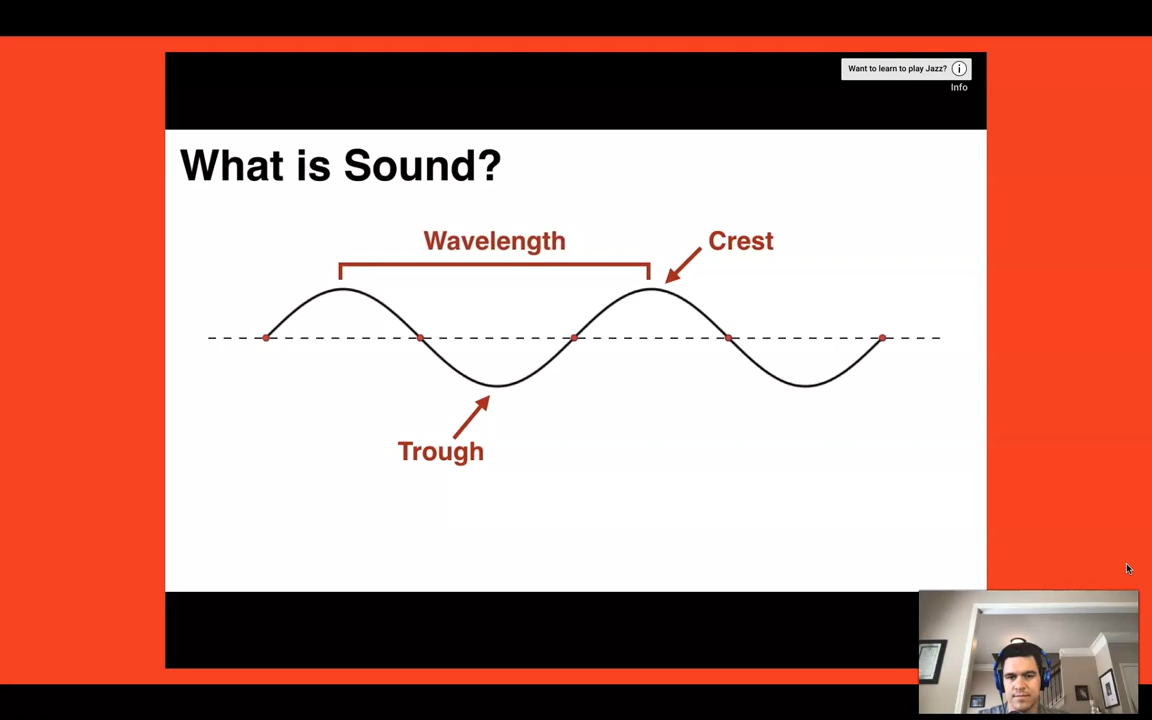 Want to learn to play Jazz?
Info
What is Sound?
Wavelength
Crest
Trough